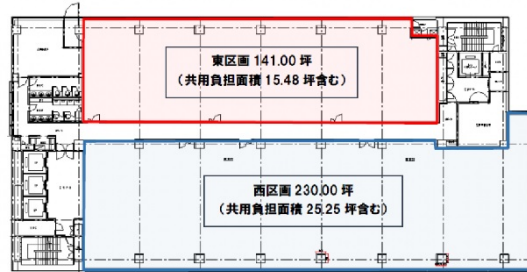 東区画 141.00 坪
（共用負担面積 15.48 坪含む）
西区画 230.00 坪
（共用負担面積 25.25 坪含む）